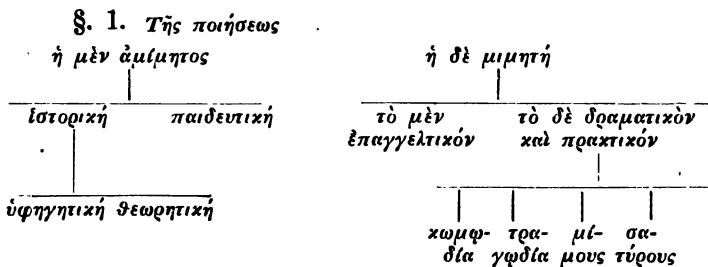 §. 1. Τῆς ποιήσεως
ἡ μὲν ἀμίμητος ἡ δὲ μιμητή
ἱστορική παιδευτική τὸ μὲν τὸ δὲ δραματικὸν
ἐπαγγελτικόν καὶ πρακτικόν
ὑφηγητική θεωρητική
κωμῳ- τρα- μί- σα-
δία γῳδία μους τύρους